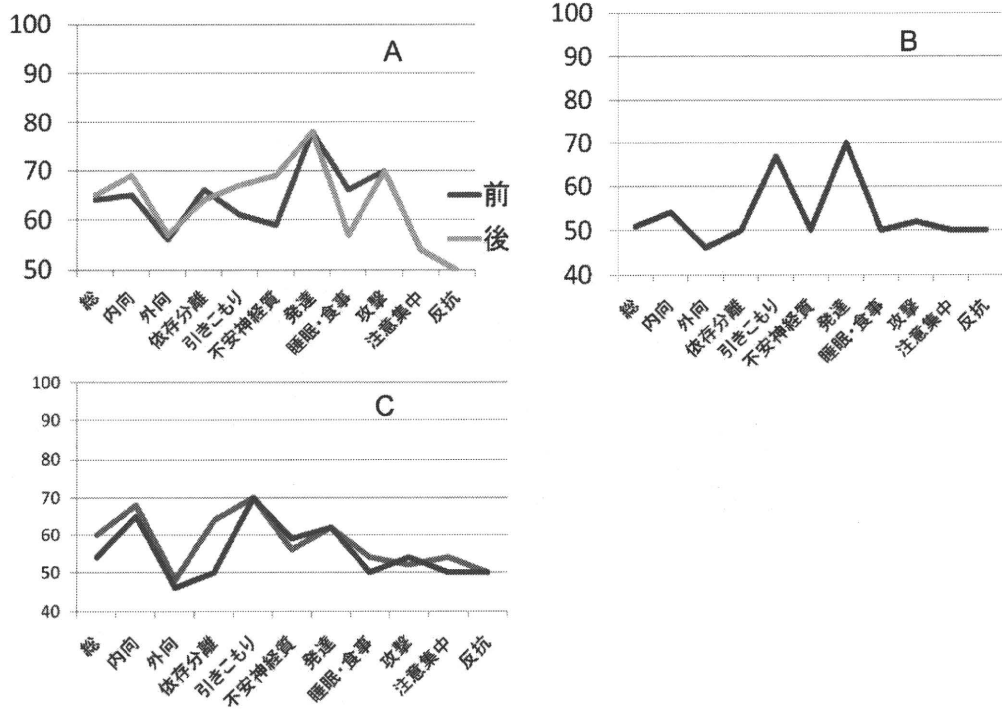 A
100
90
80
70
60
50
総
内向
外向
依存分離
引きこもり
不安神経質
発達
睡眠・食事
攻撃
注意集中
反抗
前
後
B
100
90
80
70
60
50
40
総
内向
外向
依存分離
引きこもり
不安神経質
発達
睡眠・食事
攻撃
注意集中
反抗
C
100
90
80
70
60
50
40
総
内向
外向
依存分離
引きこもり
不安神経質
発達
睡眠・食事
攻撃
注意集中
反抗